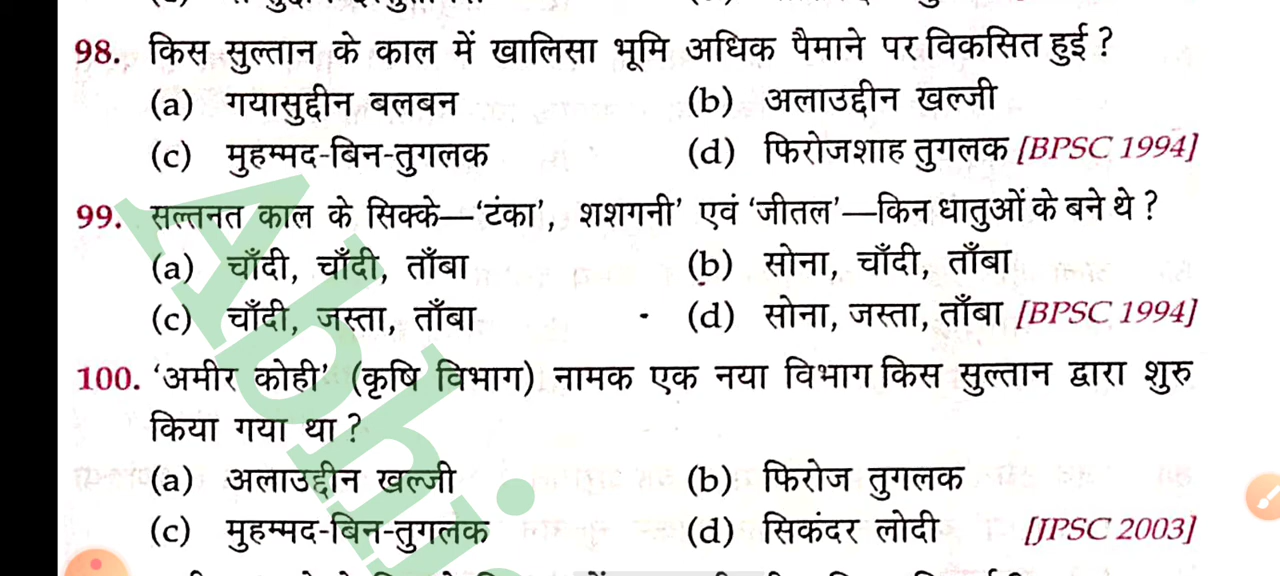 98. किस सुल्तान के काल में खालिसा भूमि अधिक पैमाने पर विकसित हुई ?
(a) गयासुद्दीन बलबन (b) अलाउद्दीन खल्जी
(c) मुहम्मद-बिन-तुगलक (d) फिरोजशाह तुगलक [BPSC 1994]
99. सल्तनत काल के सिक्के—‘टंका’, शशगनी’ एवं ‘जीतल’—किन धातुओं के बने थे ?
(a) चाँदी, चाँदी, ताँबा (b) सोना, चाँदी, ताँबा
(c) चाँदी, जस्ता, ताँबा (d) सोना, जस्ता, ताँबा [BPSC 1994]
100. ‘अमीर कोही’ (कृषि विभाग) नामक एक नया विभाग किस सुल्तान द्वारा शुरु
किया गया था ?
(a) अलाउद्दीन खल्जी (b) फिरोज तुगलक
(c) मुहम्मद-बिन-तुगलक (d) सिकंदर लोदी [JPSC 2003]
Abhi